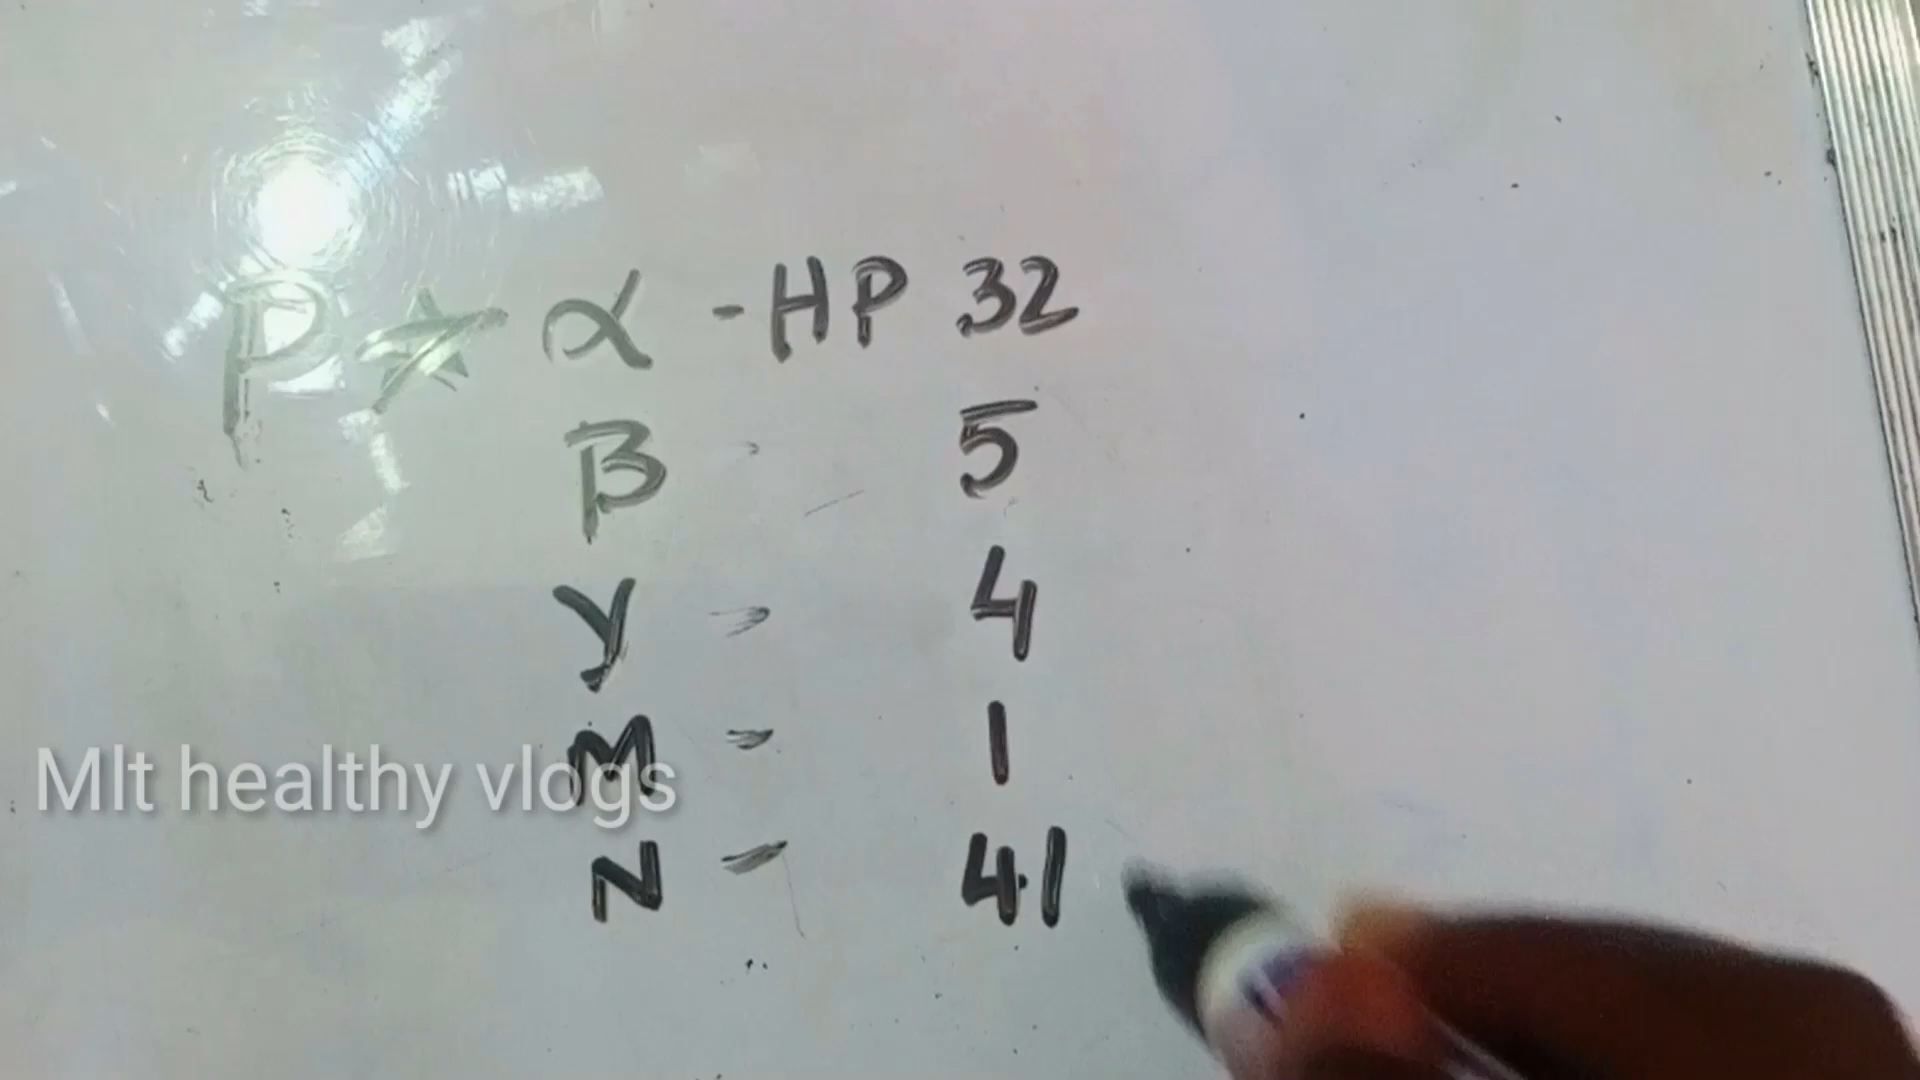 P ☆ α - HP 32
B - 5
γ - 4
M - 1
N - 41
Mlt healthy vlogs